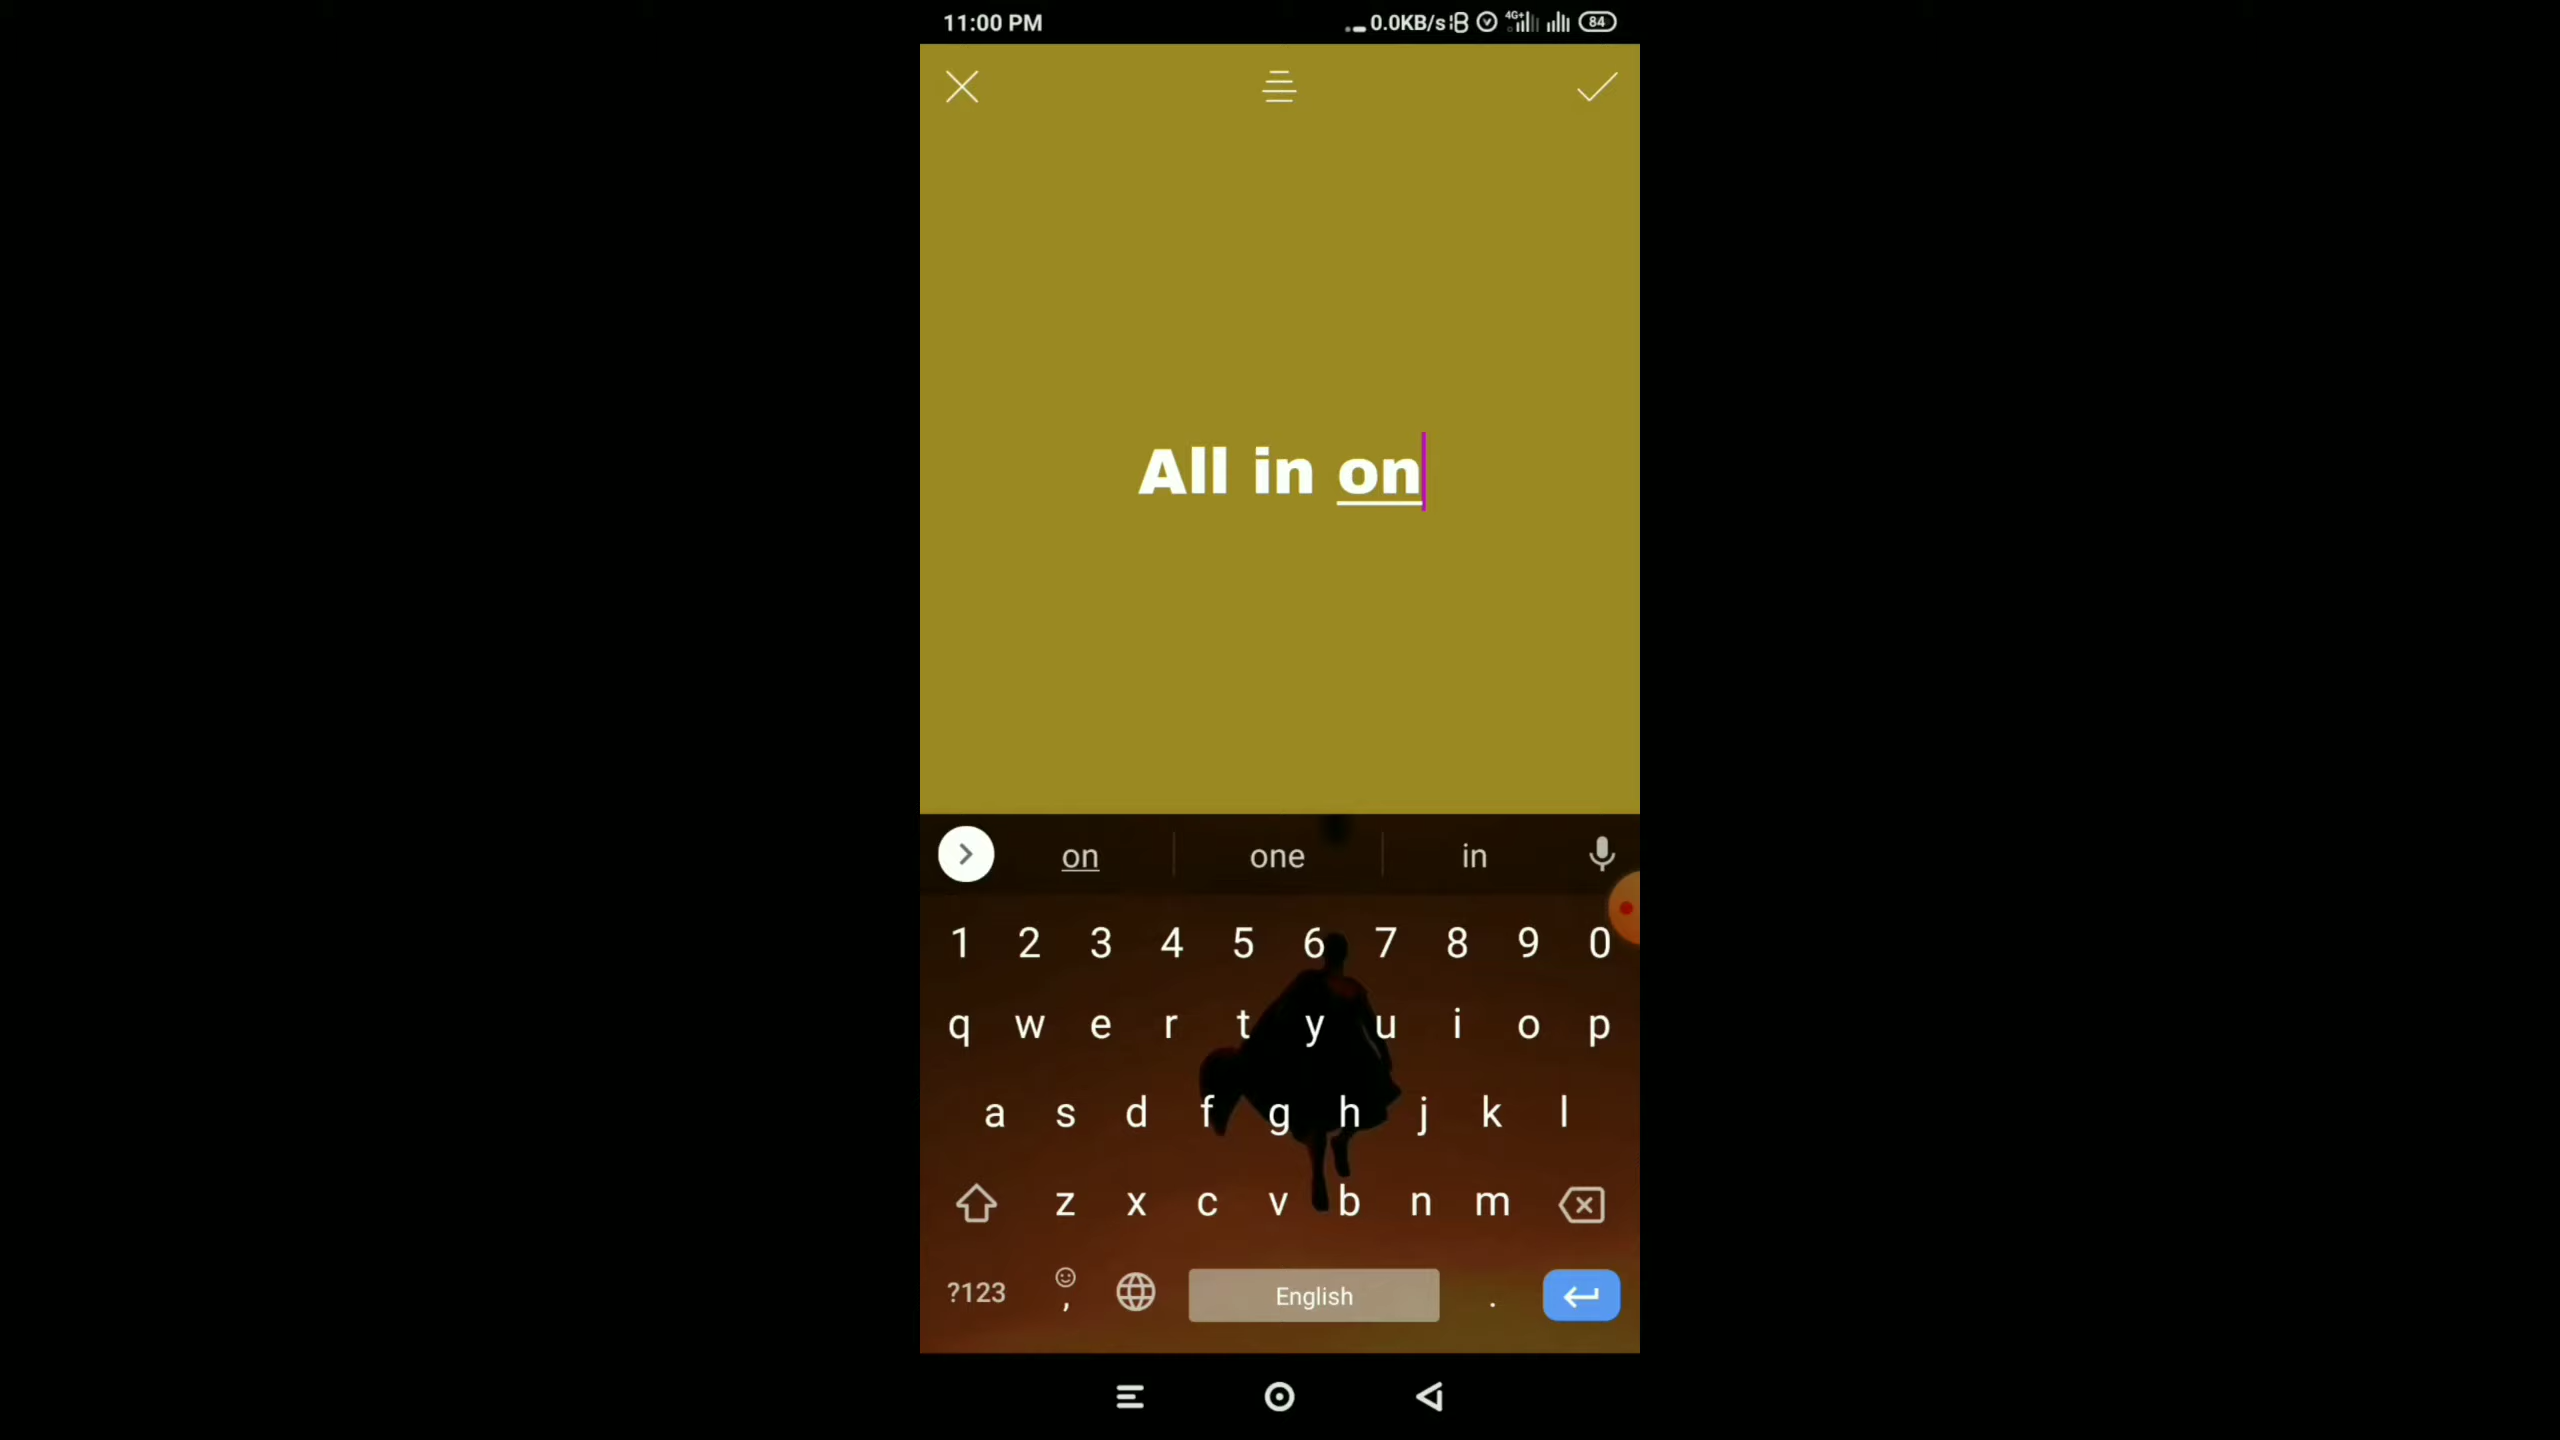 11:00 PM 0.0KB/s 4G+ 84
All in on
on one in
1 2 3 4 5 6 7 8 9 0
q w e r t y u i o p
a s d f g h j k l
z x c v b n m
?123 , English .